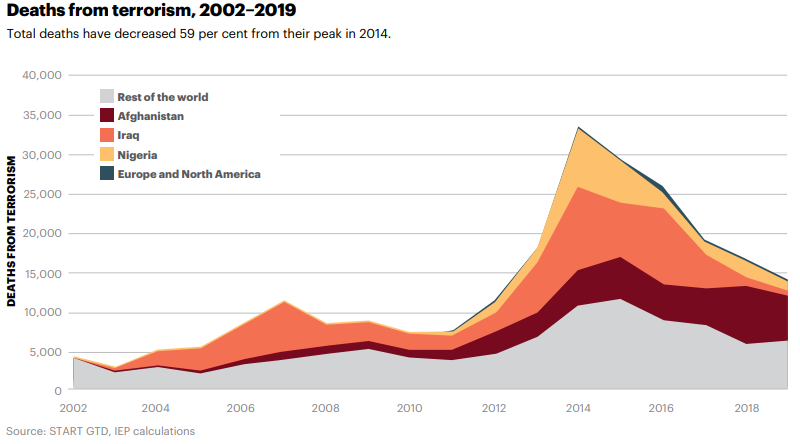 Deaths from terrorism, 2002–2019
Total deaths have decreased 59 per cent from their peak in 2014.
40,000
35,000
30,000
25,000
20,000
15,000
10,000
5,000
0
DEATHS FROM TERRORISM
Rest of the world
Afghanistan
Iraq
Nigeria
Europe and North America
2002 2004 2006 2008 2010 2012 2014 2016 2018
Source: START GTD, IEP calculations